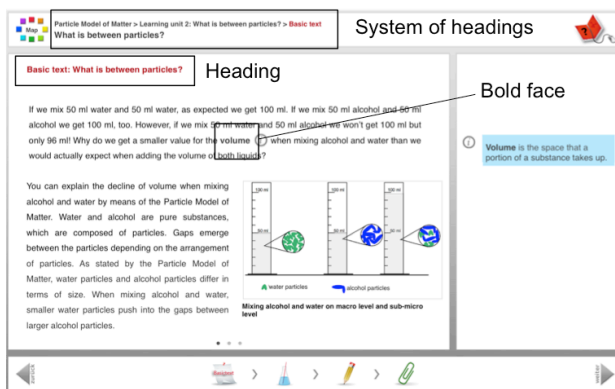 Map
Particle Model of Matter > Learning unit 2: What is between particles? > Basic text
What is between particles?
System of headings
?
Basic text: What is between particles?
Heading
Bold face
If we mix 50 ml water and 50 ml water, as expected we get 100 ml. If we mix 50 ml alcohol and 50 ml
alcohol we get 100 ml, too. However, if we mix 50 ml water and 50 ml alcohol we won't get 100 ml but
only 96 ml! Why do we get a smaller value for the volume i when mixing alcohol and water than we
would actually expect when adding the volume of both liquids?
i
Volume is the space that a
portion of a substance takes up.
You can explain the decline of volume when mixing
alcohol and water by means of the Particle Model of
Matter. Water and alcohol are pure substances,
which are composed of particles. Gaps emerge
between the particles depending on the arrangement
of particles. As stated by the Particle Model of
Matter, water particles and alcohol particles differ in
terms of size. When mixing alcohol and water,
smaller water particles push into the gaps between
larger alcohol particles.
100 ml 100 ml 100 ml
50 ml 50 ml 50 ml
water particles alcohol particles
Mixing alcohol and water on macro level and sub-micro
level
zurück
weiter